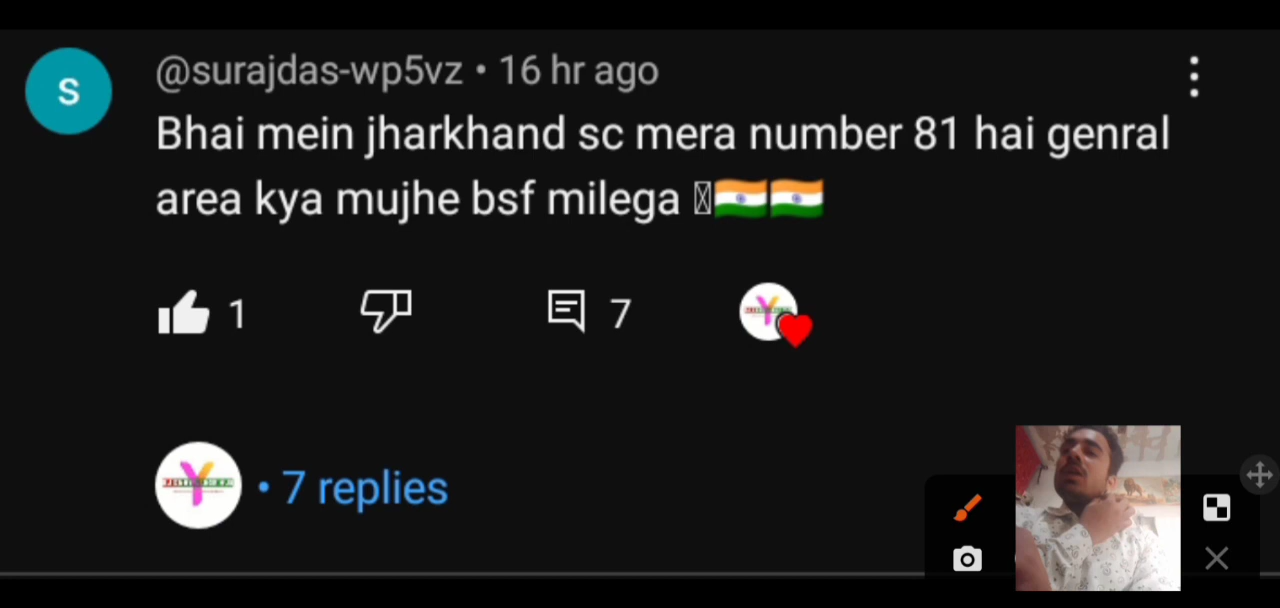 S
@surajdas-wp5vz • 16 hr ago
Bhai mein jharkhand sc mera number 81 hai genral
area kya mujhe bsf milega 🇮🇳🇮🇳
1
7
Y
Y
• 7 replies